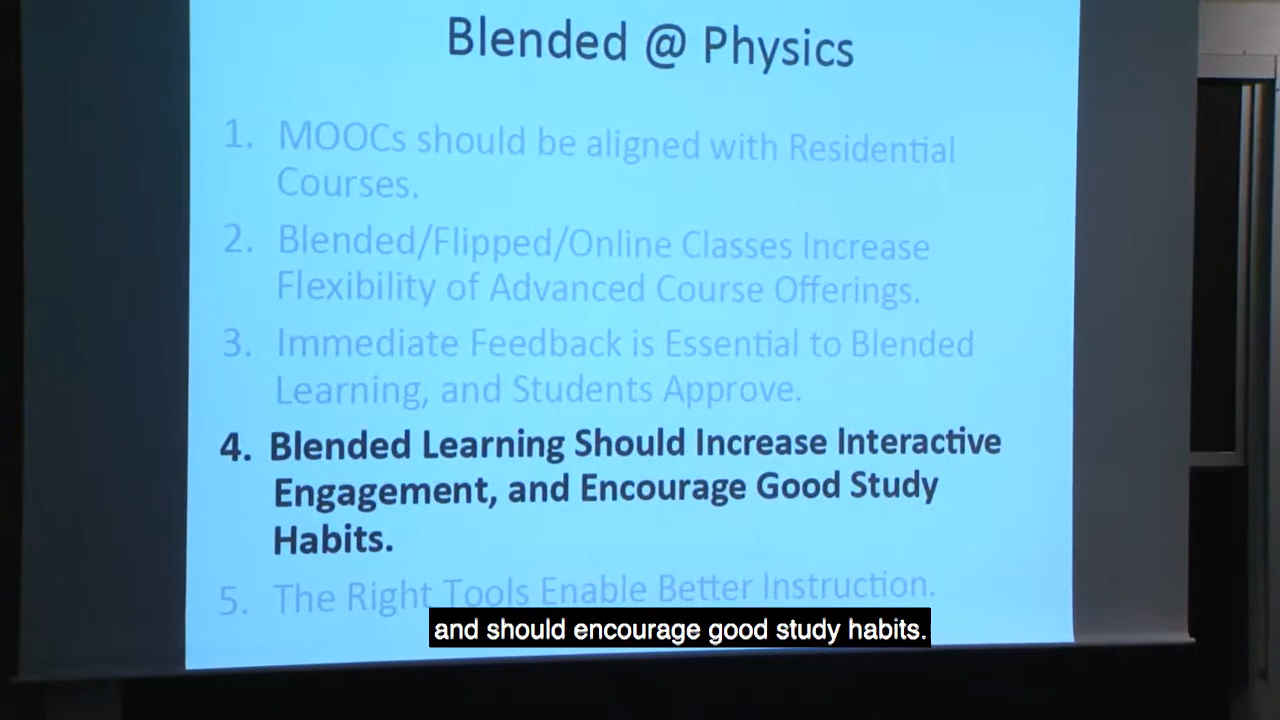 Blended @ Physics
1. MOOCs should be aligned with Residential
Courses.
2. Blended/Flipped/Online Classes Increase
Flexibility of Advanced Course Offerings.
3. Immediate Feedback is Essential to Blended
Learning, and Students Approve.
4. Blended Learning Should Increase Interactive
Engagement, and Encourage Good Study
Habits.
5. The Right Tools Enable Better Instruction.
and should encourage good study habits.